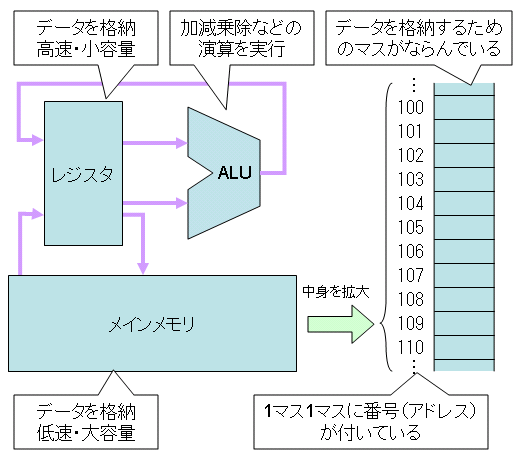 データを格納
高速・小容量
加減乗除などの
演算を実行
データを格納するため
のマスがならんでいる
レジスタ
ALU
メインメモリ
中身を拡大
⋮
100
101
102
103
104
105
106
107
108
109
110
⋮
データを格納
低速・大容量
1マス1マスに番号（アドレス）
が付いている